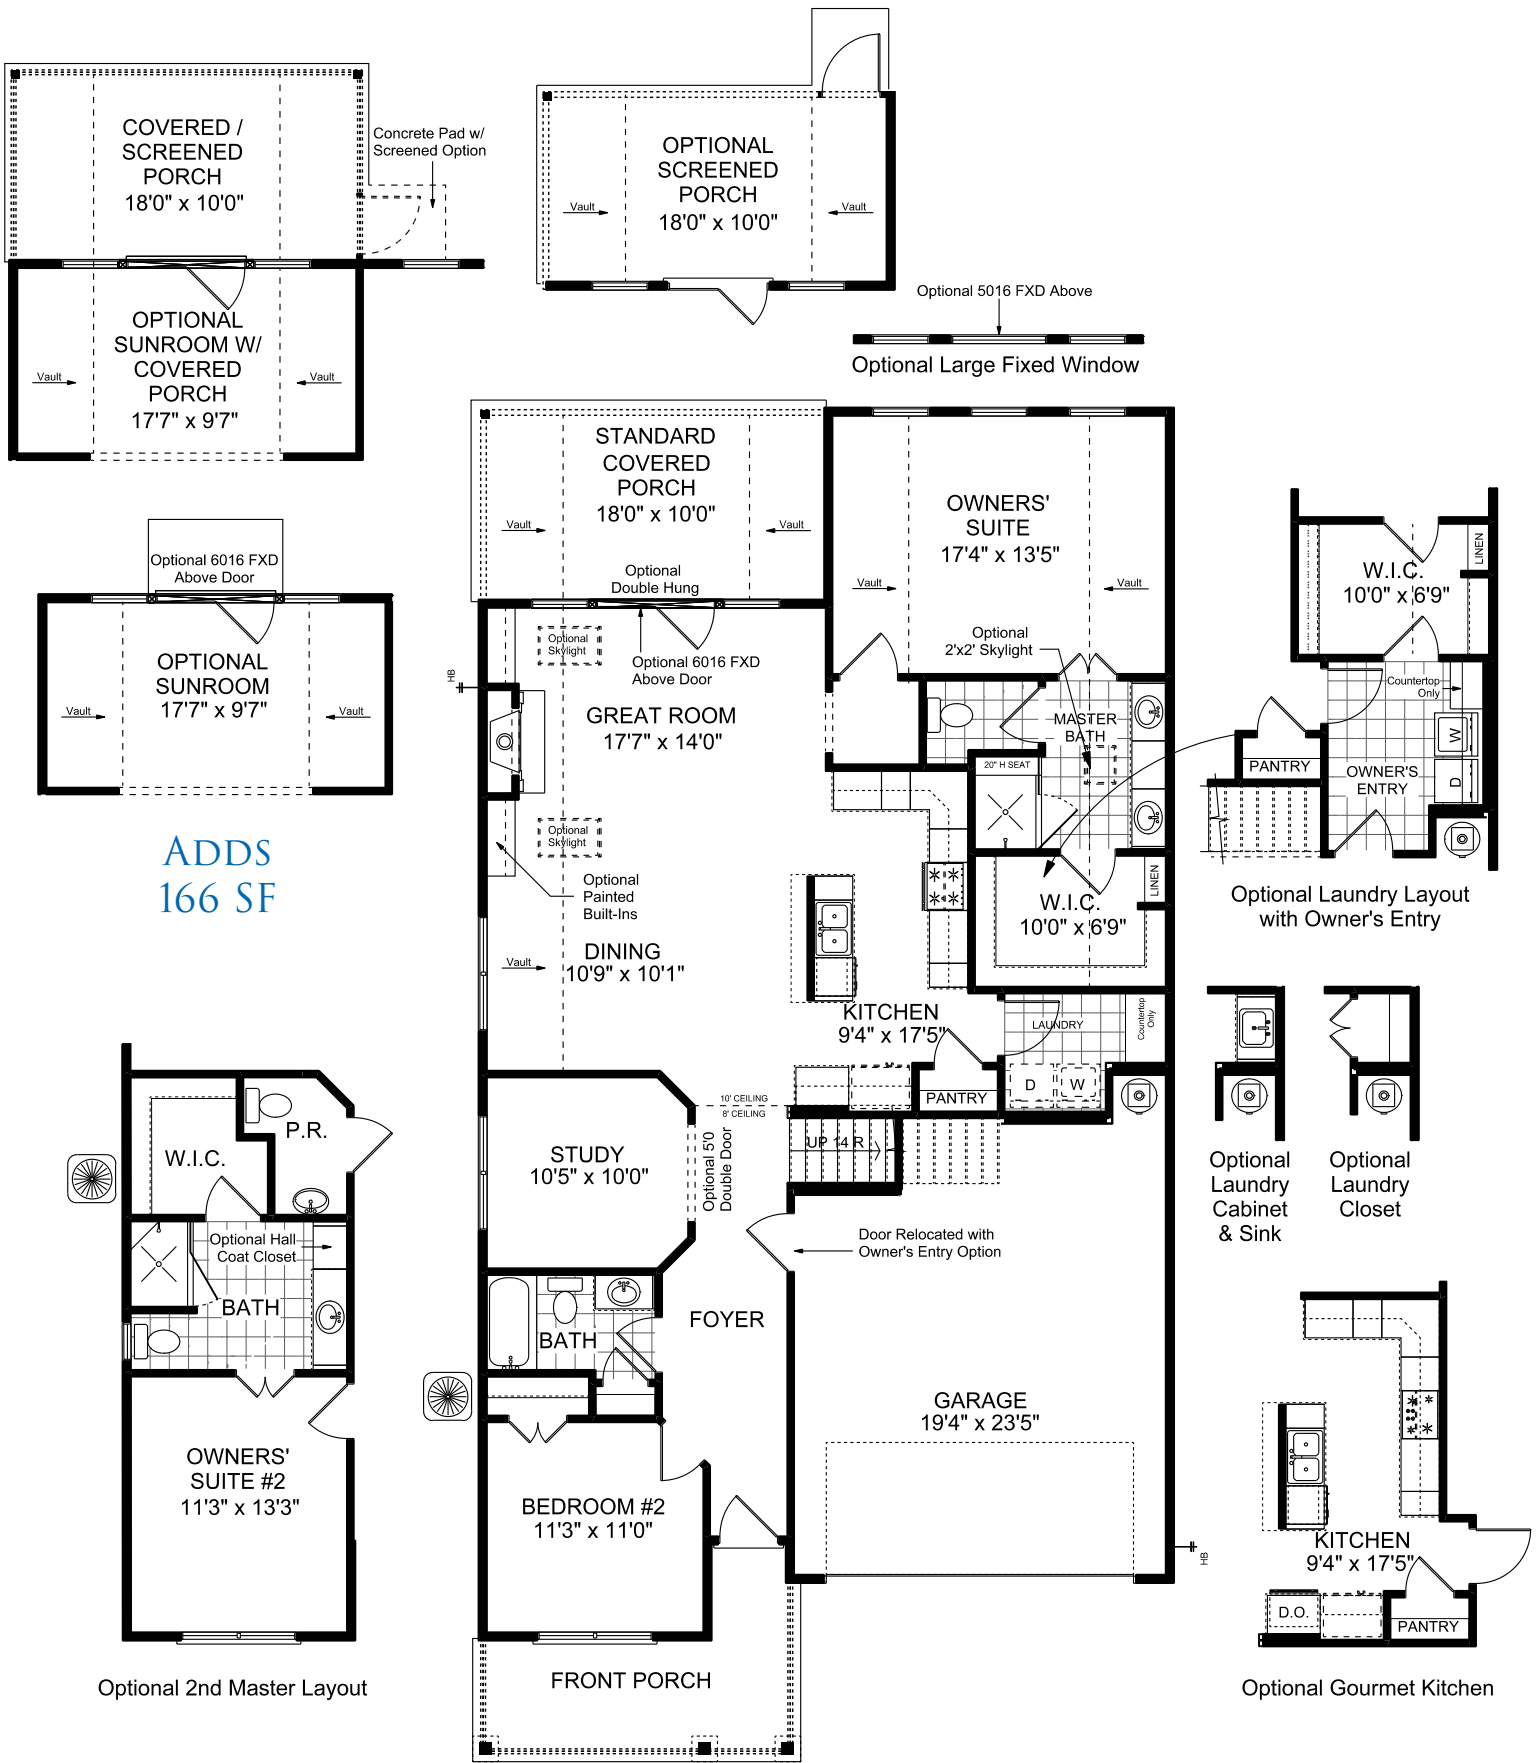 COVERED /
SCREENED
PORCH
18'0" x 10'0"
Concrete Pad w/
Screened Option
OPTIONAL
SUNROOM W/
COVERED
PORCH
17'7" x 9'7"
Vault
Vault
OPTIONAL
SCREENED
PORCH
18'0" x 10'0"
Vault
Vault
Optional 5016 FXD Above
Optional Large Fixed Window
Optional 6016 FXD
Above Door
OPTIONAL
SUNROOM
17'7" x 9'7"
Vault
Vault
ADDS
166 SF
STANDARD
COVERED
PORCH
18'0" x 10'0"
Vault
Vault
Optional
Double Hung
OWNERS'
SUITE
17'4" x 13'5"
Vault
Vault
Optional
2'x2' Skylight
Optional
Skylight
Optional 6016 FXD
Above Door
HB
GREAT ROOM
17'7" x 14'0"
MASTER
BATH
20" H SEAT
Optional
Skylight
Optional
Painted
Built-Ins
LINEN
W.I.C.
10'0" x 6'9"
DINING
10'9" x 10'1"
Vault
KITCHEN
9'4" x 17'5"
LAUNDRY
Countertop
Only
D
W
PANTRY
10' CEILING
8' CEILING
UP 14 R
STUDY
10'5" x 10'0"
Optional 5'0
Double Door
Door Relocated with
Owner's Entry Option
FOYER
BATH
GARAGE
19'4" x 23'5"
BEDROOM #2
11'3" x 11'0"
HB
FRONT PORCH
W.I.C.
P.R.
Optional Hall
Coat Closet
BATH
OWNERS'
SUITE #2
11'3" x 13'3"
Optional 2nd Master Layout
LINEN
W.I.C.
10'0" x 6'9"
Countertop
Only
W
D
PANTRY
OWNER'S
ENTRY
Optional Laundry Layout
with Owner's Entry
Optional
Laundry
Cabinet
& Sink
Optional
Laundry
Closet
KITCHEN
9'4" x 17'5"
D.O.
PANTRY
Optional Gourmet Kitchen